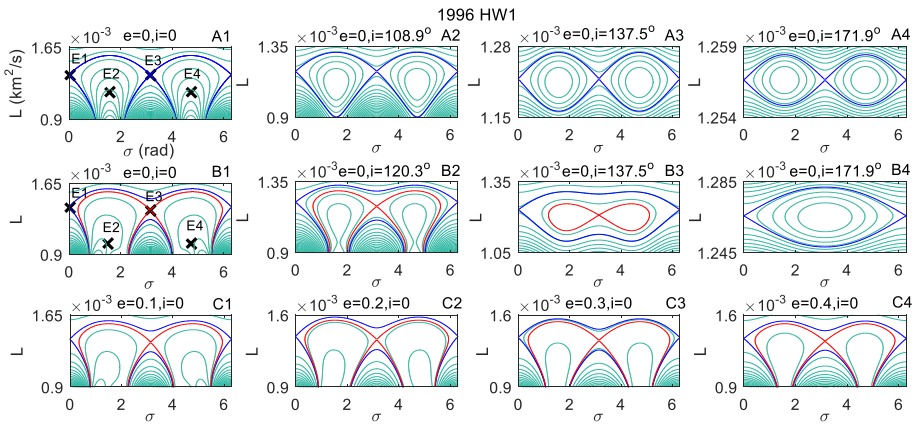 1996 HW1
×10⁻³ e=0,i=0 A1
×10⁻³ e=0,i=108.9° A2
×10⁻³ e=0,i=137.5° A3
×10⁻³ e=0,i=171.9° A4
1.65 E1 E2 E3 E4 1.35 1.28 1.259
L (km²/s) L L L
0.9 0.9 1.15 1.254
0 2 4 6 0 2 4 6 0 2 4 6 0 2 4 6
σ (rad) σ σ σ
×10⁻³ e=0,i=0 B1
×10⁻³ e=0,i=120.3° B2
×10⁻³ e=0,i=137.5° B3
×10⁻³ e=0,i=171.9° B4
1.65 E1 E2 E3 E4 1.35 1.35 1.285
L L L L
0.9 0.9 1.05 1.245
0 2 4 6 0 2 4 6 0 2 4 6 0 2 4 6
σ σ σ σ
×10⁻³ e=0.1,i=0 C1
×10⁻³ e=0.2,i=0 C2
×10⁻³ e=0.3,i=0 C3
×10⁻³ e=0.4,i=0 C4
1.65 1.6 1.6 1.6
L L L L
0.9 0.9 0.9 0.9
0 2 4 6 0 2 4 6 0 2 4 6 0 2 4 6
σ σ σ σ